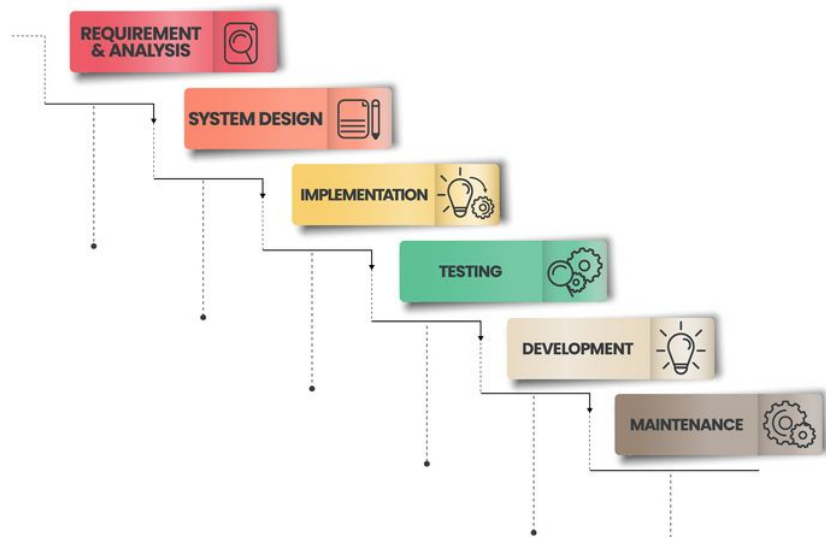 REQUIREMENT
& ANALYSIS
SYSTEM DESIGN
IMPLEMENTATION
TESTING
DEVELOPMENT
MAINTENANCE